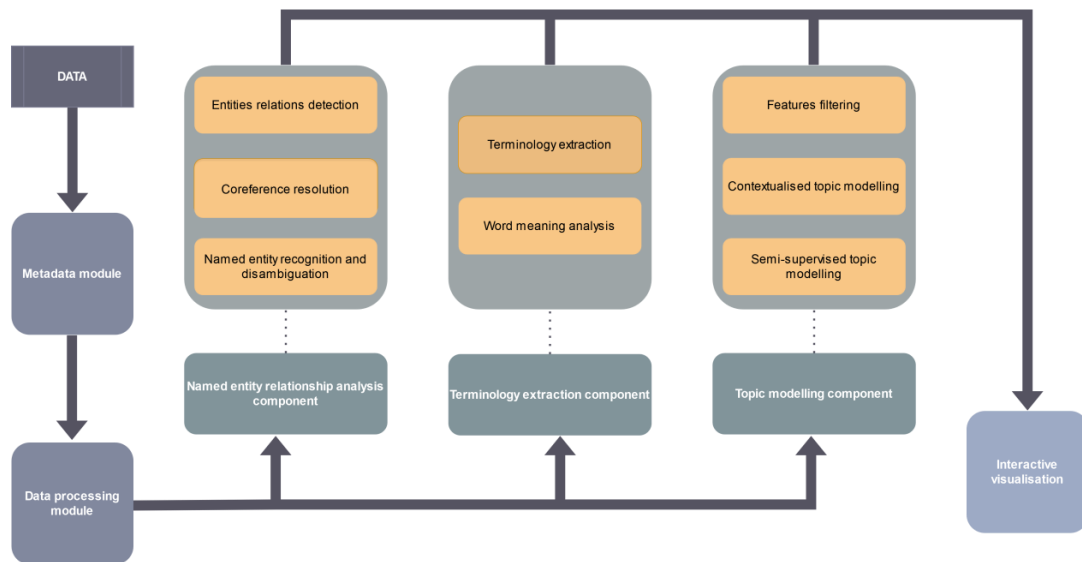 DATA
Metadata module
Data processing
module
Entities relations detection
Coreference resolution
Named entity recognition and
disambiguation
Named entity relationship analysis
component
Terminology extraction
Word meaning analysis
Terminology extraction component
Features filtering
Contextualised topic modelling
Semi-supervised topic
modelling
Topic modelling component
Interactive
visualisation